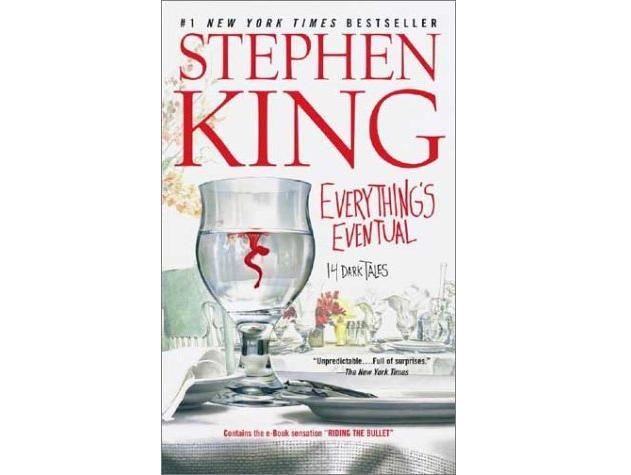 #1 NEW YORK TIMES BESTSELLER
STEPHEN
KING
EVERYTHING'S
EVENTUAL
14 DARK TALES
"Unpredictable....Full of surprises."
—The New York Times
Contains the e-Book sensation "RIDING THE BULLET"